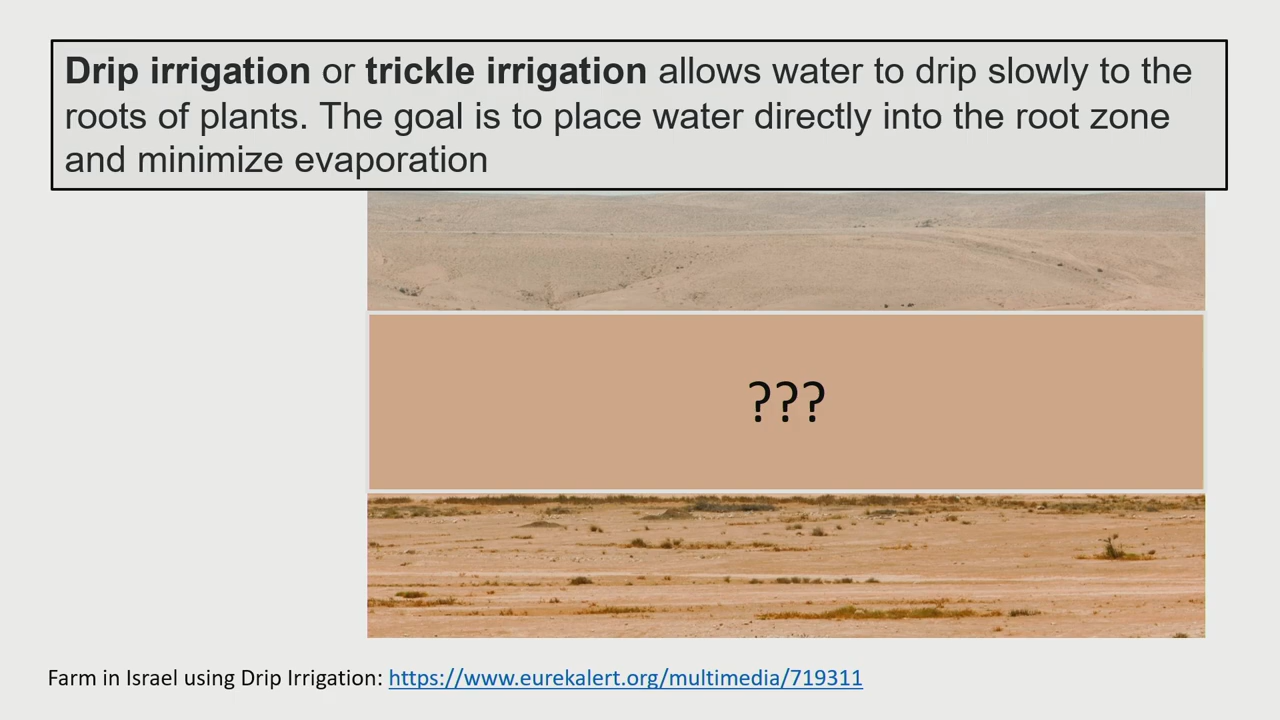 Drip irrigation or trickle irrigation allows water to drip slowly to the
roots of plants. The goal is to place water directly into the root zone
and minimize evaporation
???
Farm in Israel using Drip Irrigation: https://www.eurekalert.org/multimedia/719311